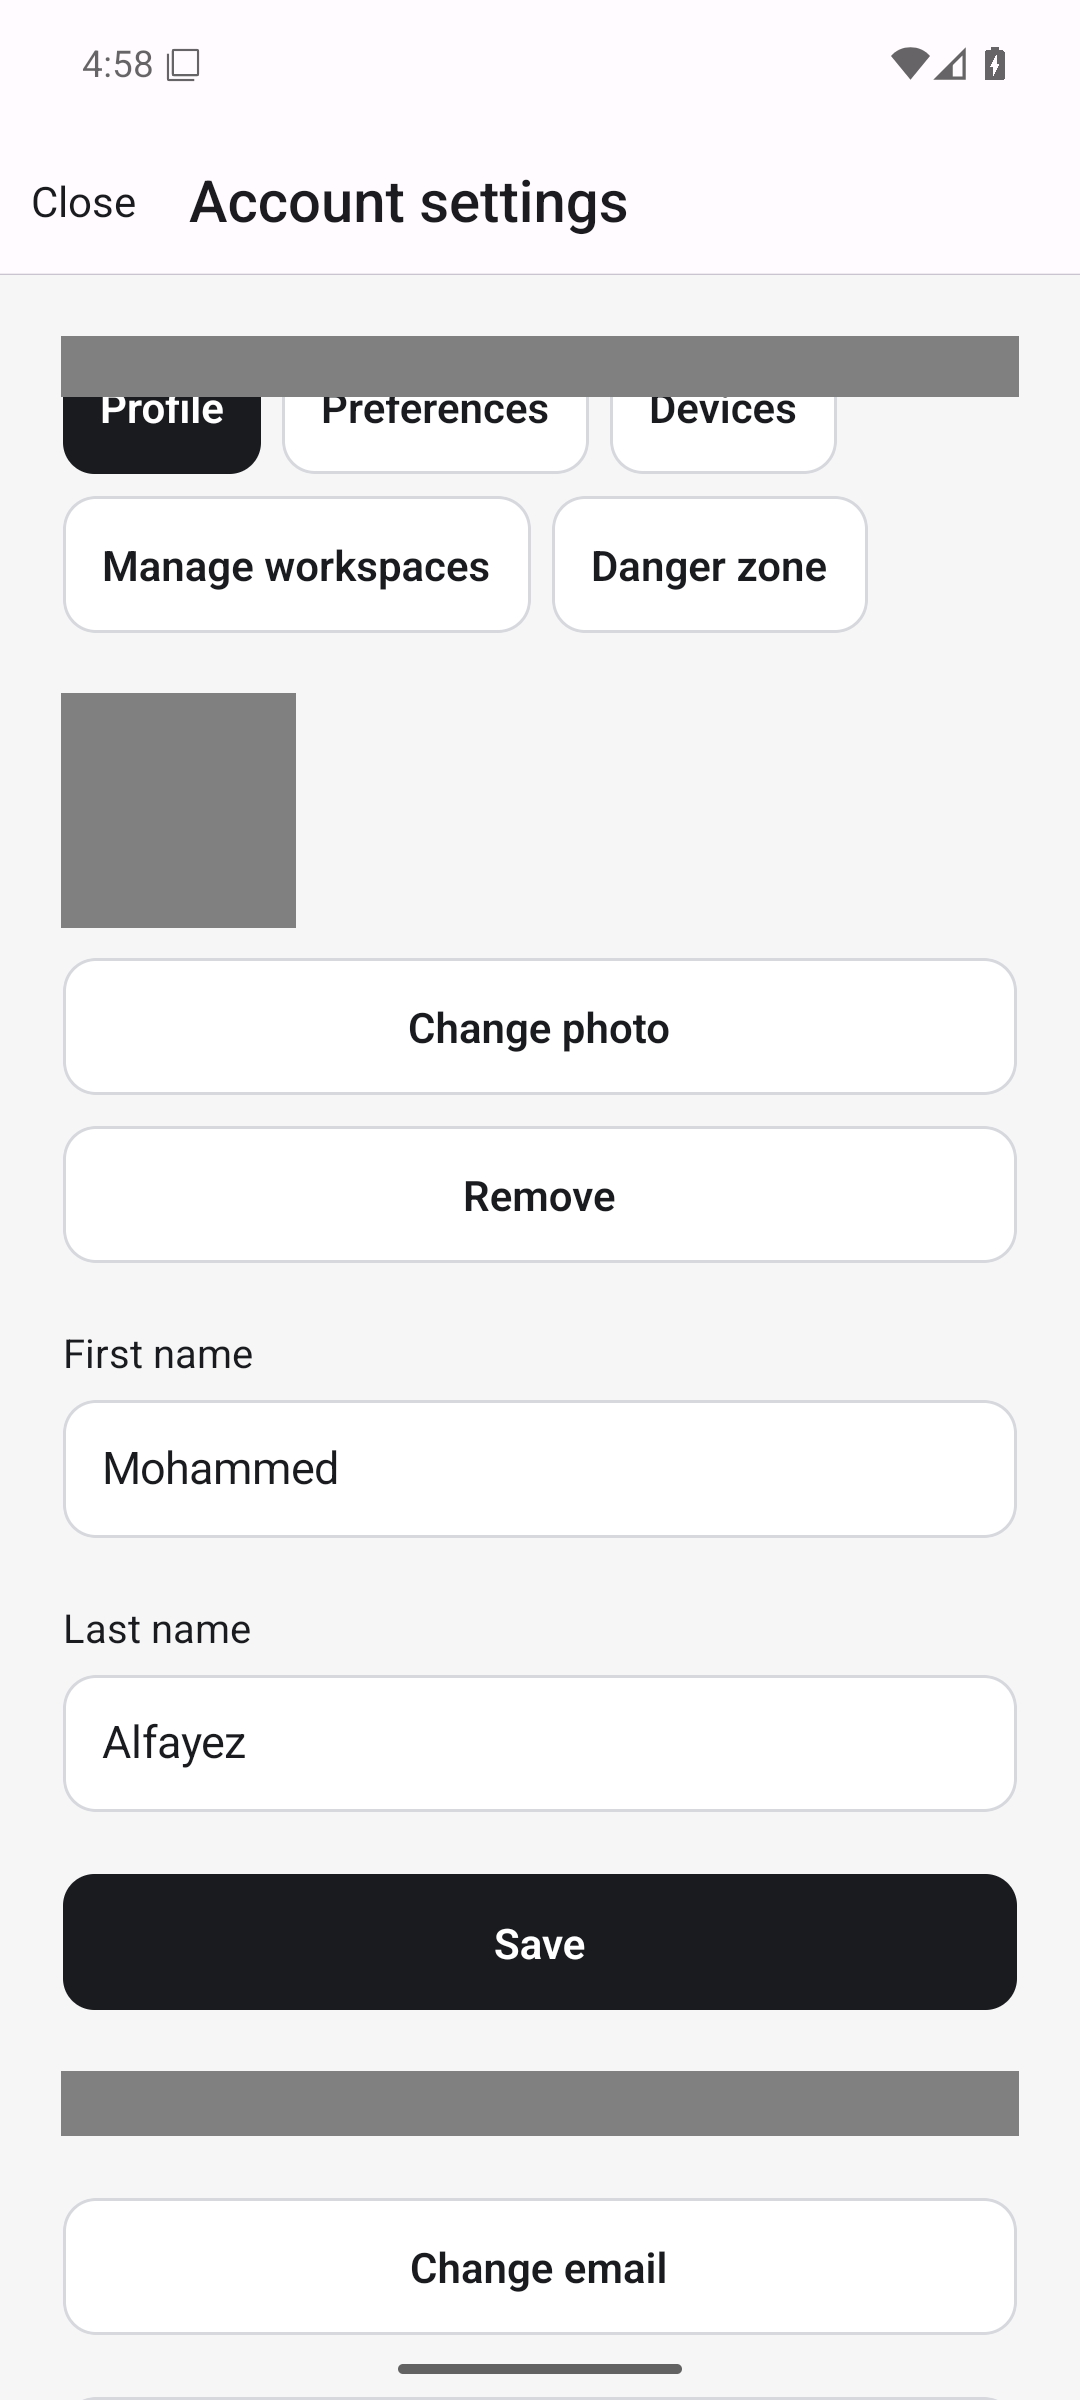 4:58
Close Account settings
Profile Preferences Devices
Manage workspaces Danger zone
Change photo
Remove
First name
Mohammed
Last name
Alfayez
Save
Change email